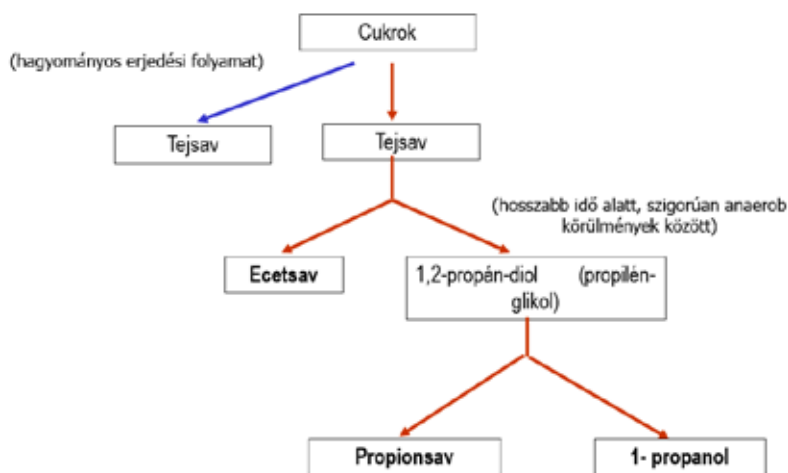 Cukrok
(hagyományos erjedési folyamat)
Tejsav
Tejsav
(hosszabb idő alatt, szigorúan anaerob
körülmények között)
Ecetsav
1,2-propán-diol (propilén-
glikol)
Propionsav
1- propanol